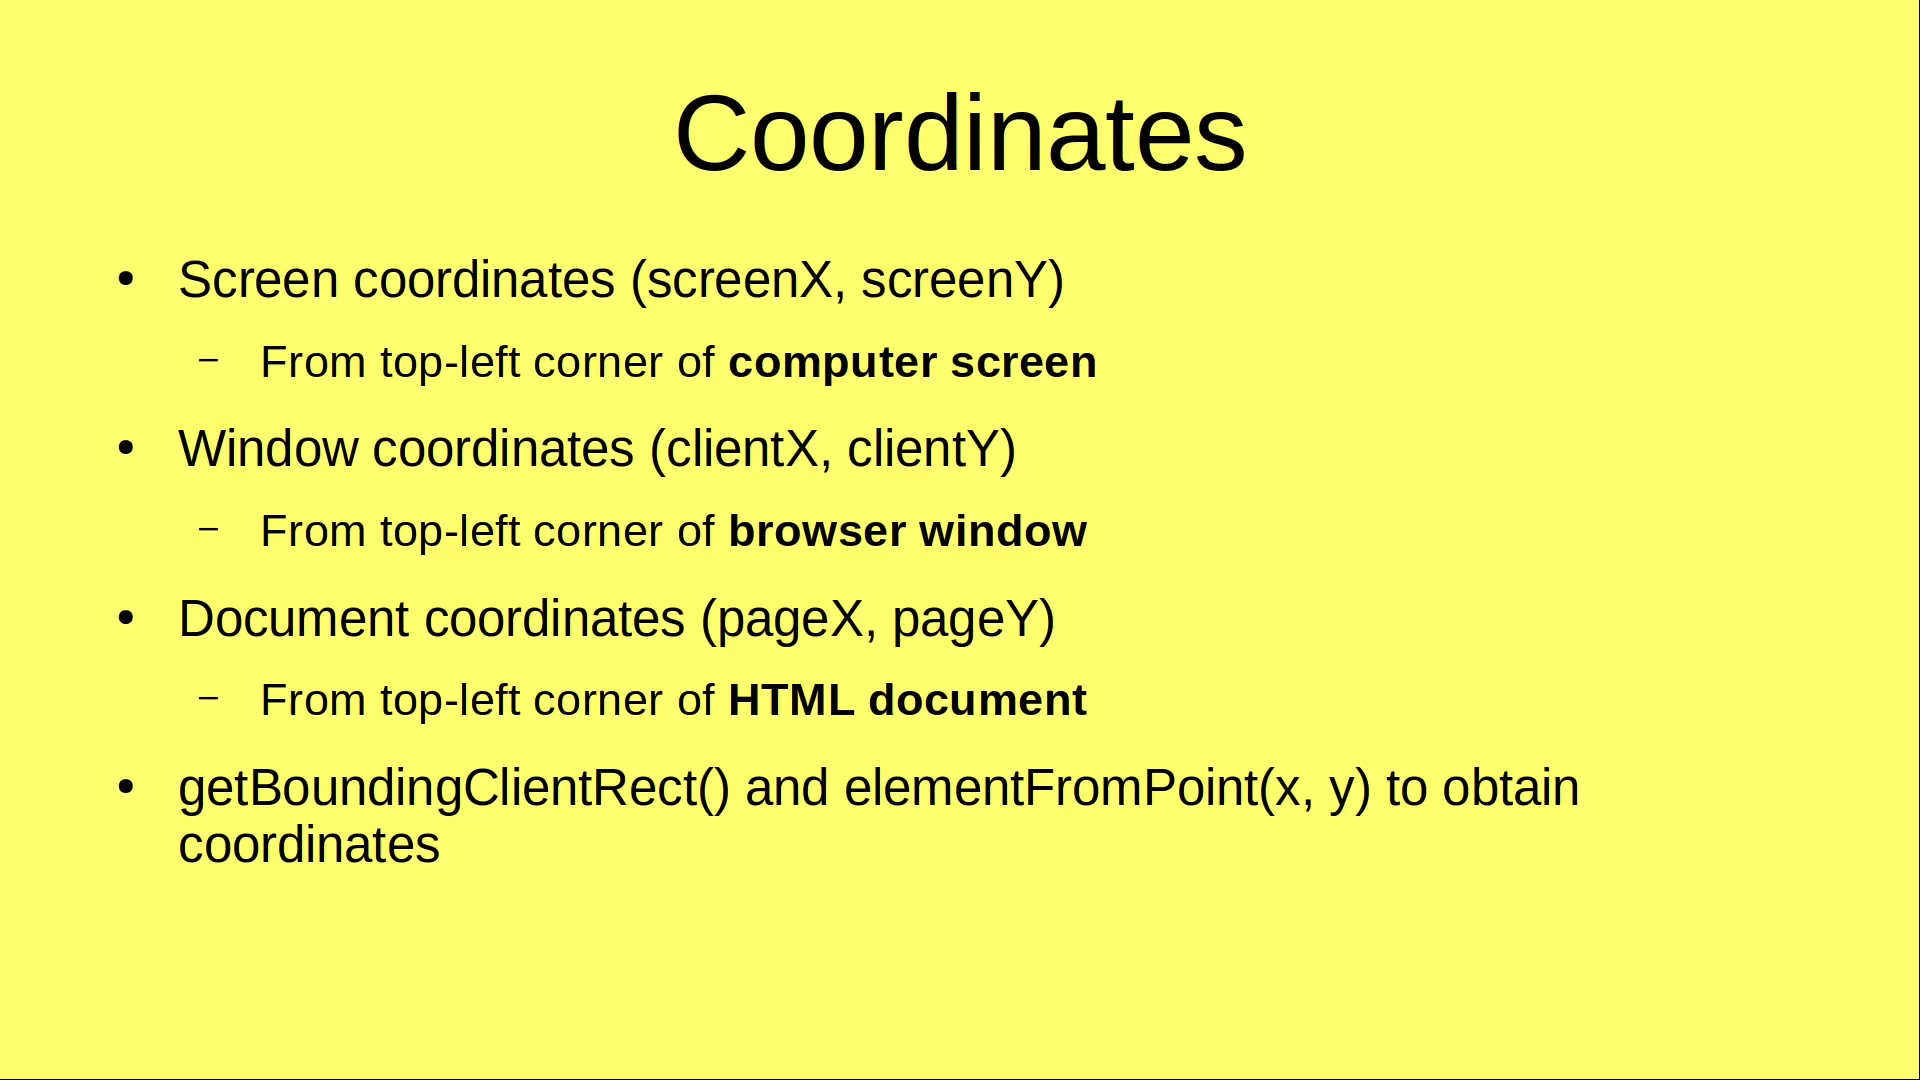 Coordinates
● Screen coordinates (screenX, screenY)
– From top-left corner of computer screen
● Window coordinates (clientX, clientY)
– From top-left corner of browser window
● Document coordinates (pageX, pageY)
– From top-left corner of HTML document
● getBoundingClientRect() and elementFromPoint(x, y) to obtain
coordinates